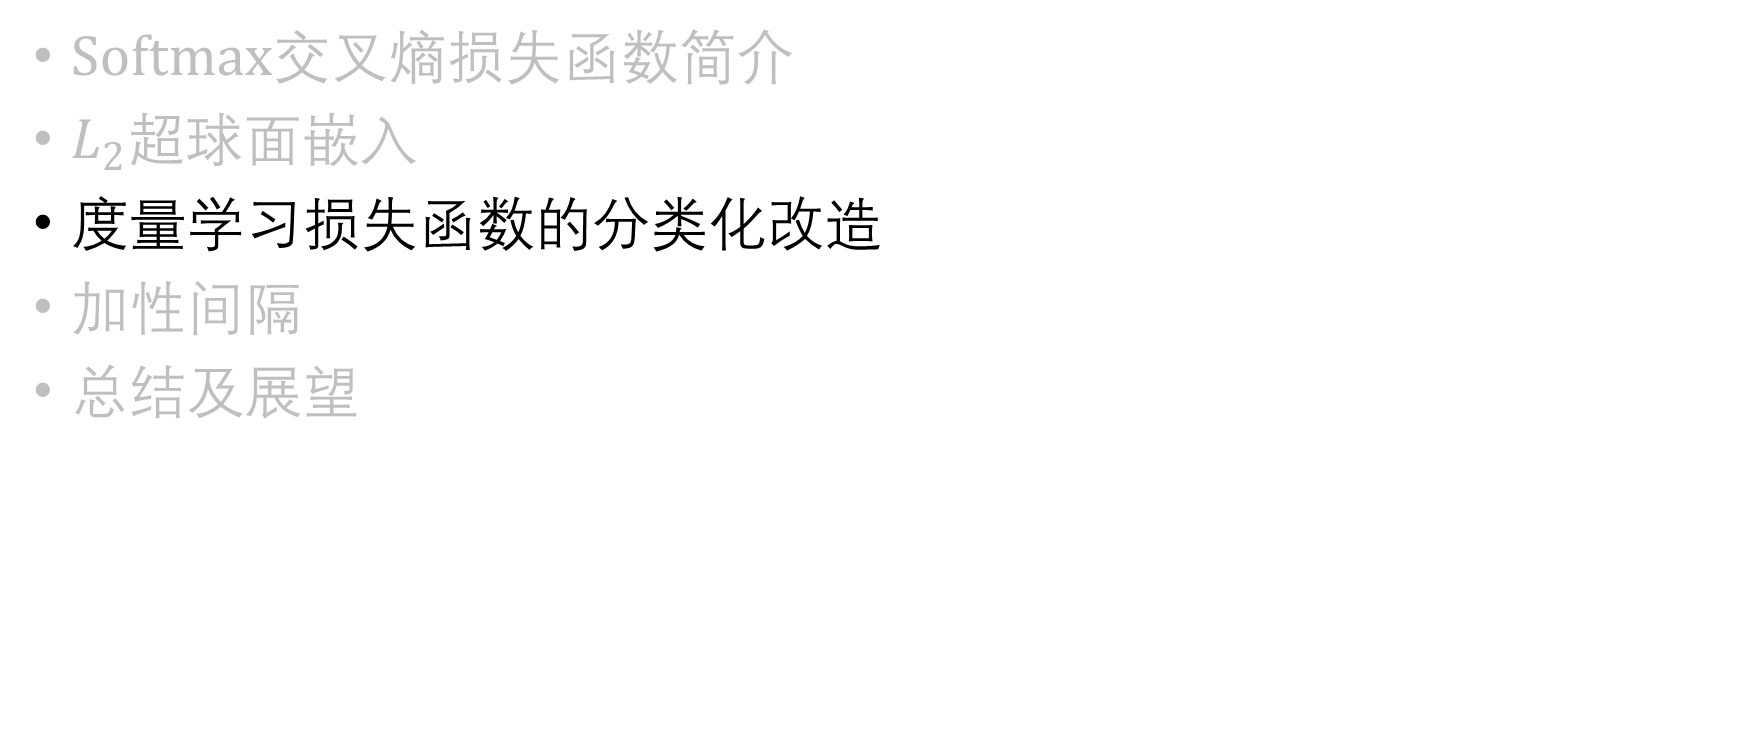 • Softmax交叉熵损失函数简介
• L₂超球面嵌入
• 度量学习损失函数的分类化改造
• 加性间隔
• 总结及展望